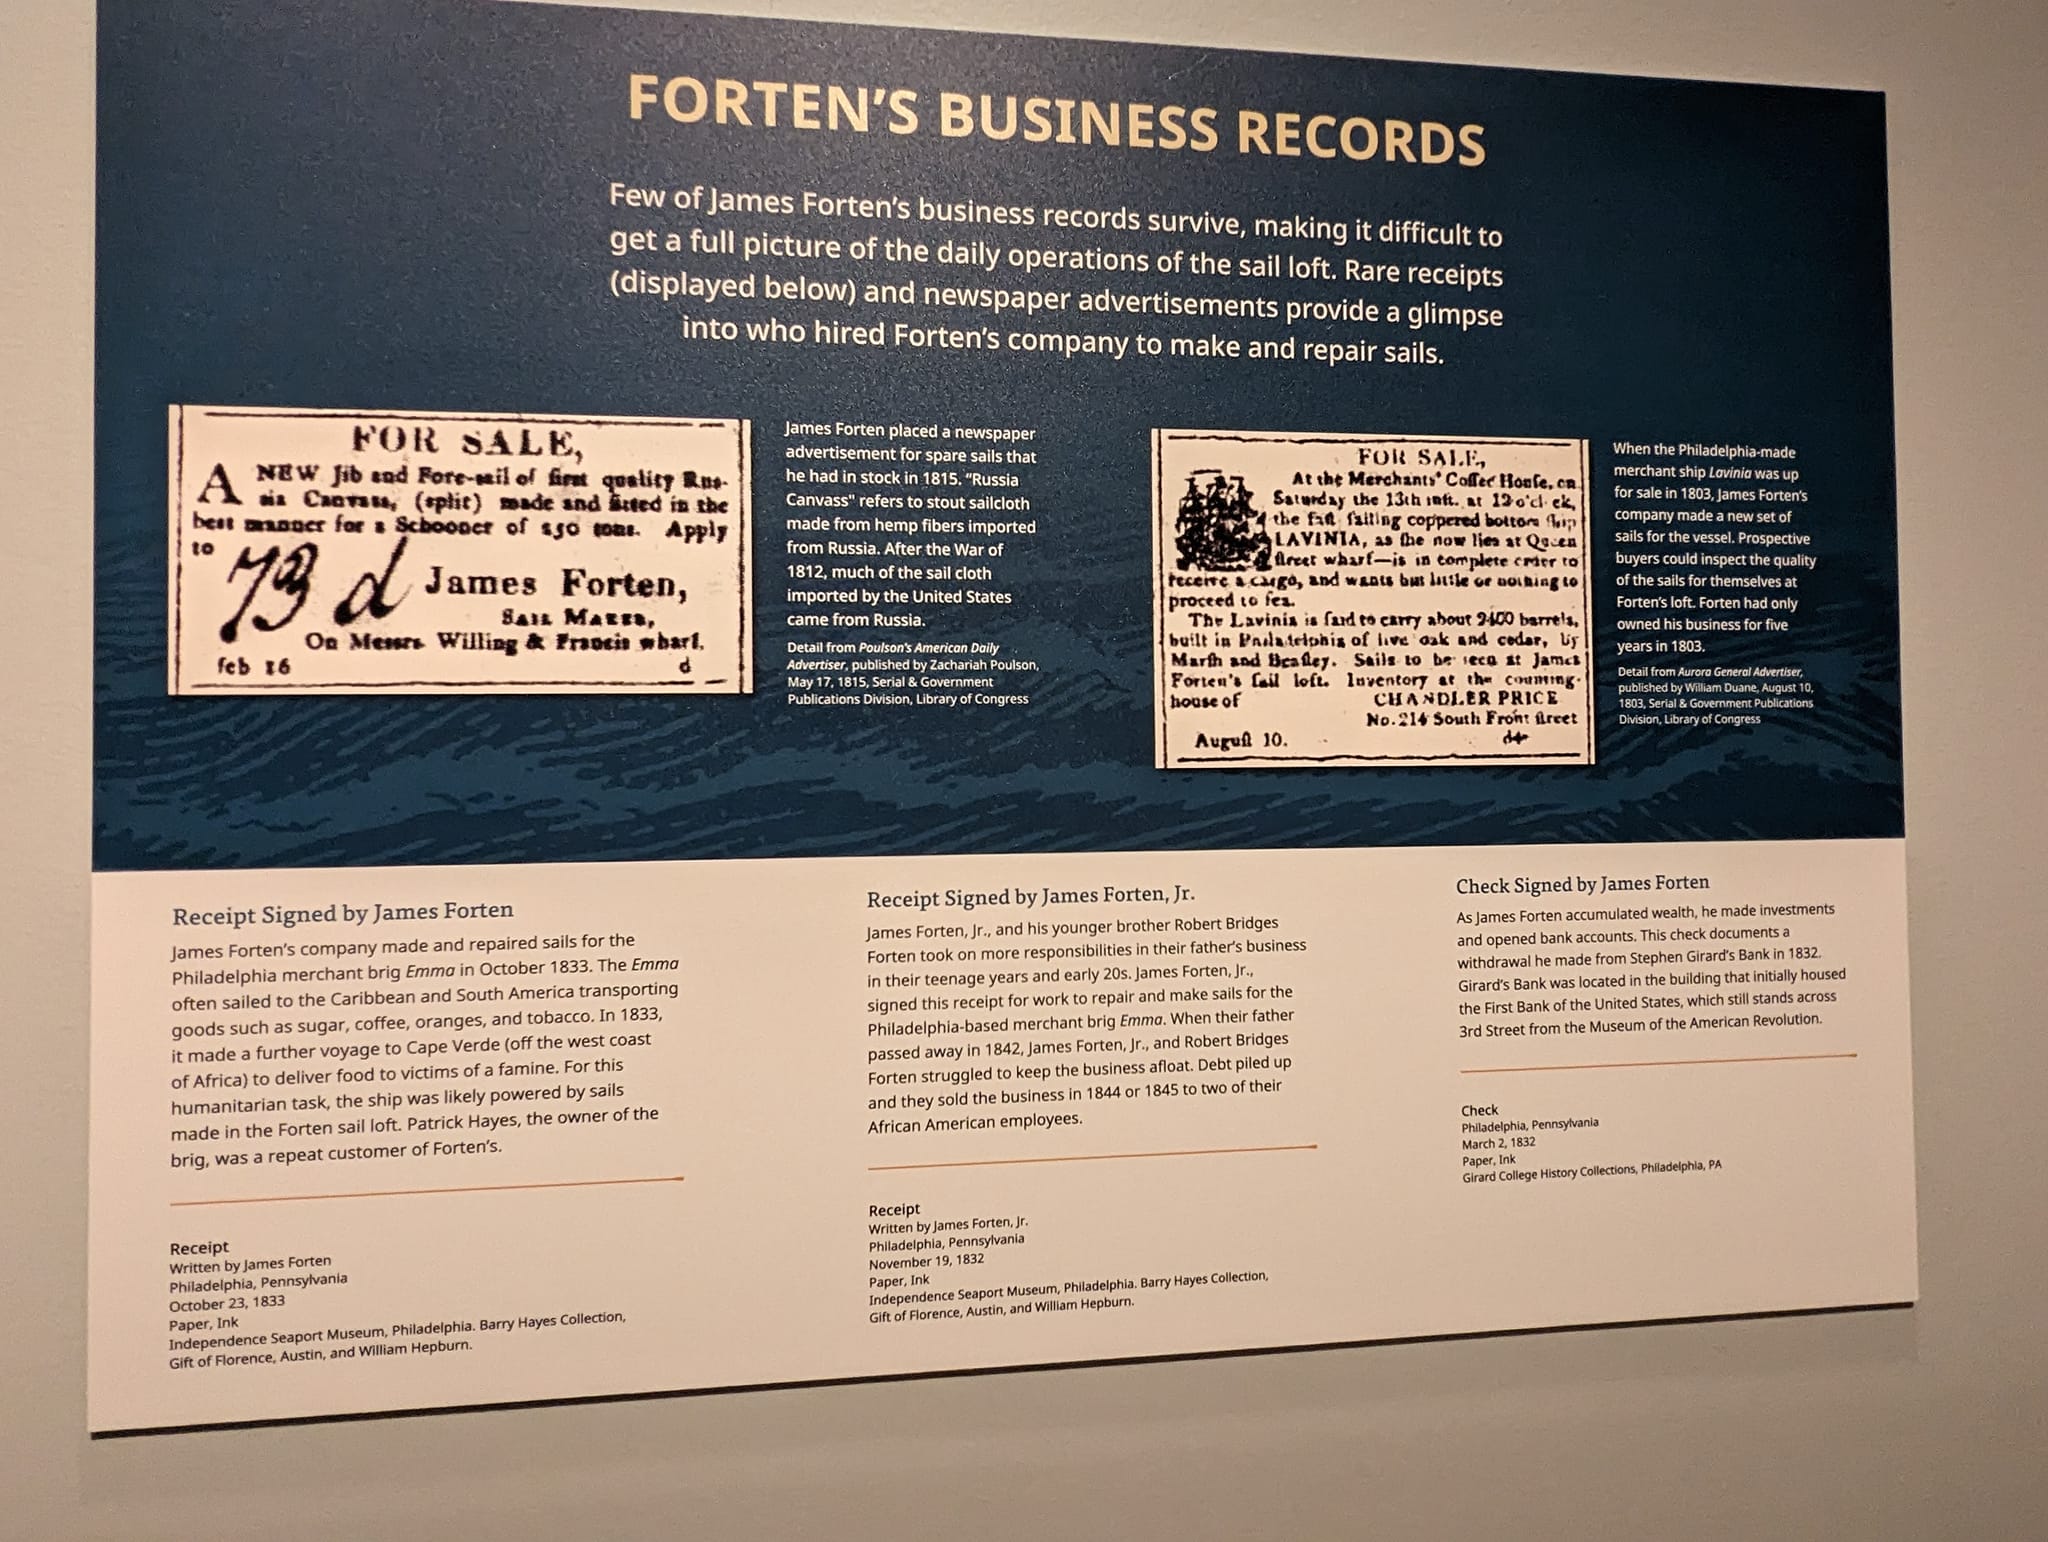 FORTEN'S BUSINESS RECORDS
Few of James Forten's business records survive, making it difficult to
get a full picture of the daily operations of the sail loft. Rare receipts
(displayed below) and newspaper advertisements provide a glimpse
into who hired Forten's company to make and repair sails.
FOR SALE,
A NEW Jib and Fore-sail of first quality Rus-
sia Canvass, (split) made and fitted in the
best manner for a Schooner of 250 tons. Apply
to
73 d
James Forten,
SAIL MAKER,
On Messrs. Willing & Francis wharf.
feb 16 d
James Forten placed a newspaper
advertisement for spare sails that
he had in stock in 1815. "Russia
Canvass" refers to stout sailcloth
made from hemp fibers imported
from Russia. After the War of
1812, much of the sail cloth
imported by the United States
came from Russia.
Detail from Poulson's American Daily
Advertiser, published by Zachariah Poulson,
May 17, 1815, Serial & Government
Publications Division, Library of Congress
FOR SALE,
At the Merchants' Coffee House, on
Saturday the 13th inst. at 12 o'cl ck,
the fast sailing coppered bottom ship
LAVINIA, as she now lies at Queen
street wharf—is in complete order to
receive a cargo, and wants but little or nothing to
proceed to sea.
The Lavinia is said to carry about 2400 barrels,
built in Philadelphia of live oak and cedar, by
Marsh and Beasley. Sails to be seen at James
Forten's sail loft. Inventory at the counting-
house of CHANDLER PRICE
No. 214 South Front street
August 10. d4
When the Philadelphia-made
merchant ship Lavinia was up
for sale in 1803, James Forten's
company made a new set of
sails for the vessel. Prospective
buyers could inspect the quality
of the sails for themselves at
Forten's loft. Forten had only
owned his business for five
years in 1803.
Detail from Aurora General Advertiser,
published by William Duane, August 10,
1803, Serial & Government Publications
Division, Library of Congress
Receipt Signed by James Forten
James Forten's company made and repaired sails for the
Philadelphia merchant brig Emma in October 1833. The Emma
often sailed to the Caribbean and South America transporting
goods such as sugar, coffee, oranges, and tobacco. In 1833,
it made a further voyage to Cape Verde (off the west coast
of Africa) to deliver food to victims of a famine. For this
humanitarian task, the ship was likely powered by sails
made in the Forten sail loft. Patrick Hayes, the owner of the
brig, was a repeat customer of Forten's.
Receipt
Written by James Forten
Philadelphia, Pennsylvania
October 23, 1833
Paper, Ink
Independence Seaport Museum, Philadelphia. Barry Hayes Collection,
Gift of Florence, Austin, and William Hepburn.
Receipt Signed by James Forten, Jr.
James Forten, Jr., and his younger brother Robert Bridges
Forten took on more responsibilities in their father's business
in their teenage years and early 20s. James Forten, Jr.,
signed this receipt for work to repair and make sails for the
Philadelphia-based merchant brig Emma. When their father
passed away in 1842, James Forten, Jr., and Robert Bridges
Forten struggled to keep the business afloat. Debt piled up
and they sold the business in 1844 or 1845 to two of their
African American employees.
Receipt
Written by James Forten, Jr.
Philadelphia, Pennsylvania
November 19, 1832
Paper, Ink
Independence Seaport Museum, Philadelphia. Barry Hayes Collection,
Gift of Florence, Austin, and William Hepburn.
Check Signed by James Forten
As James Forten accumulated wealth, he made investments
and opened bank accounts. This check documents a
withdrawal he made from Stephen Girard's Bank in 1832.
Girard's Bank was located in the building that initially housed
the First Bank of the United States, which still stands across
3rd Street from the Museum of the American Revolution.
Check
Philadelphia, Pennsylvania
March 2, 1832
Paper, Ink
Girard College History Collections, Philadelphia, PA